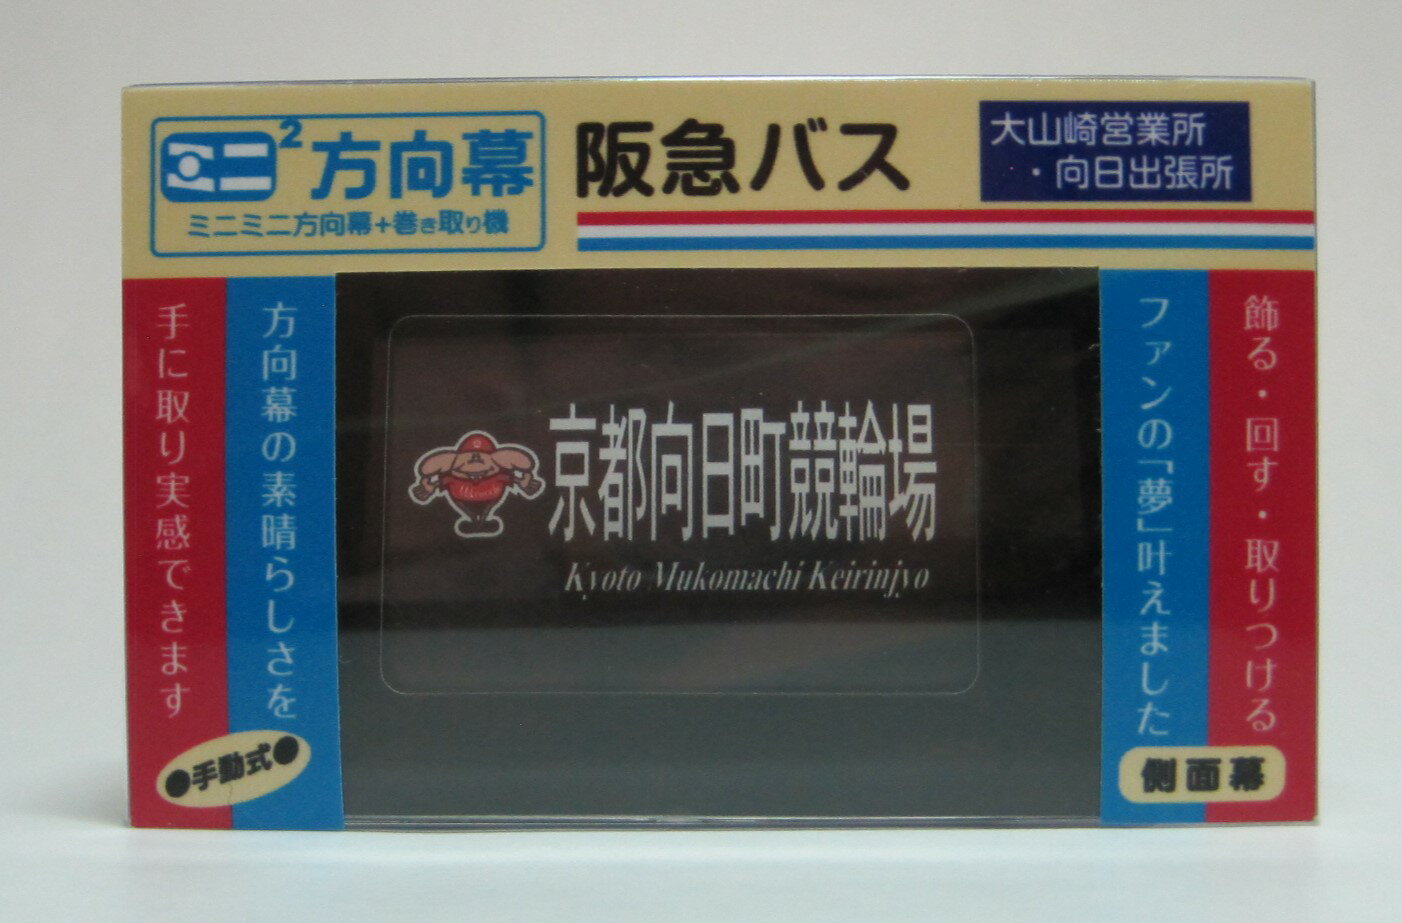 ミニ²方向幕
ミニミニ方向幕+巻き取り機
阪急バス
大山崎営業所
・向日出張所
手に取り実感できます
方向幕の素晴らしさを
●手動式●
京都向日町競輪場
Kyoto Mukomachi Keirinjyo
飾る・回す・取りつける
ファンの「夢」叶えました
側面幕